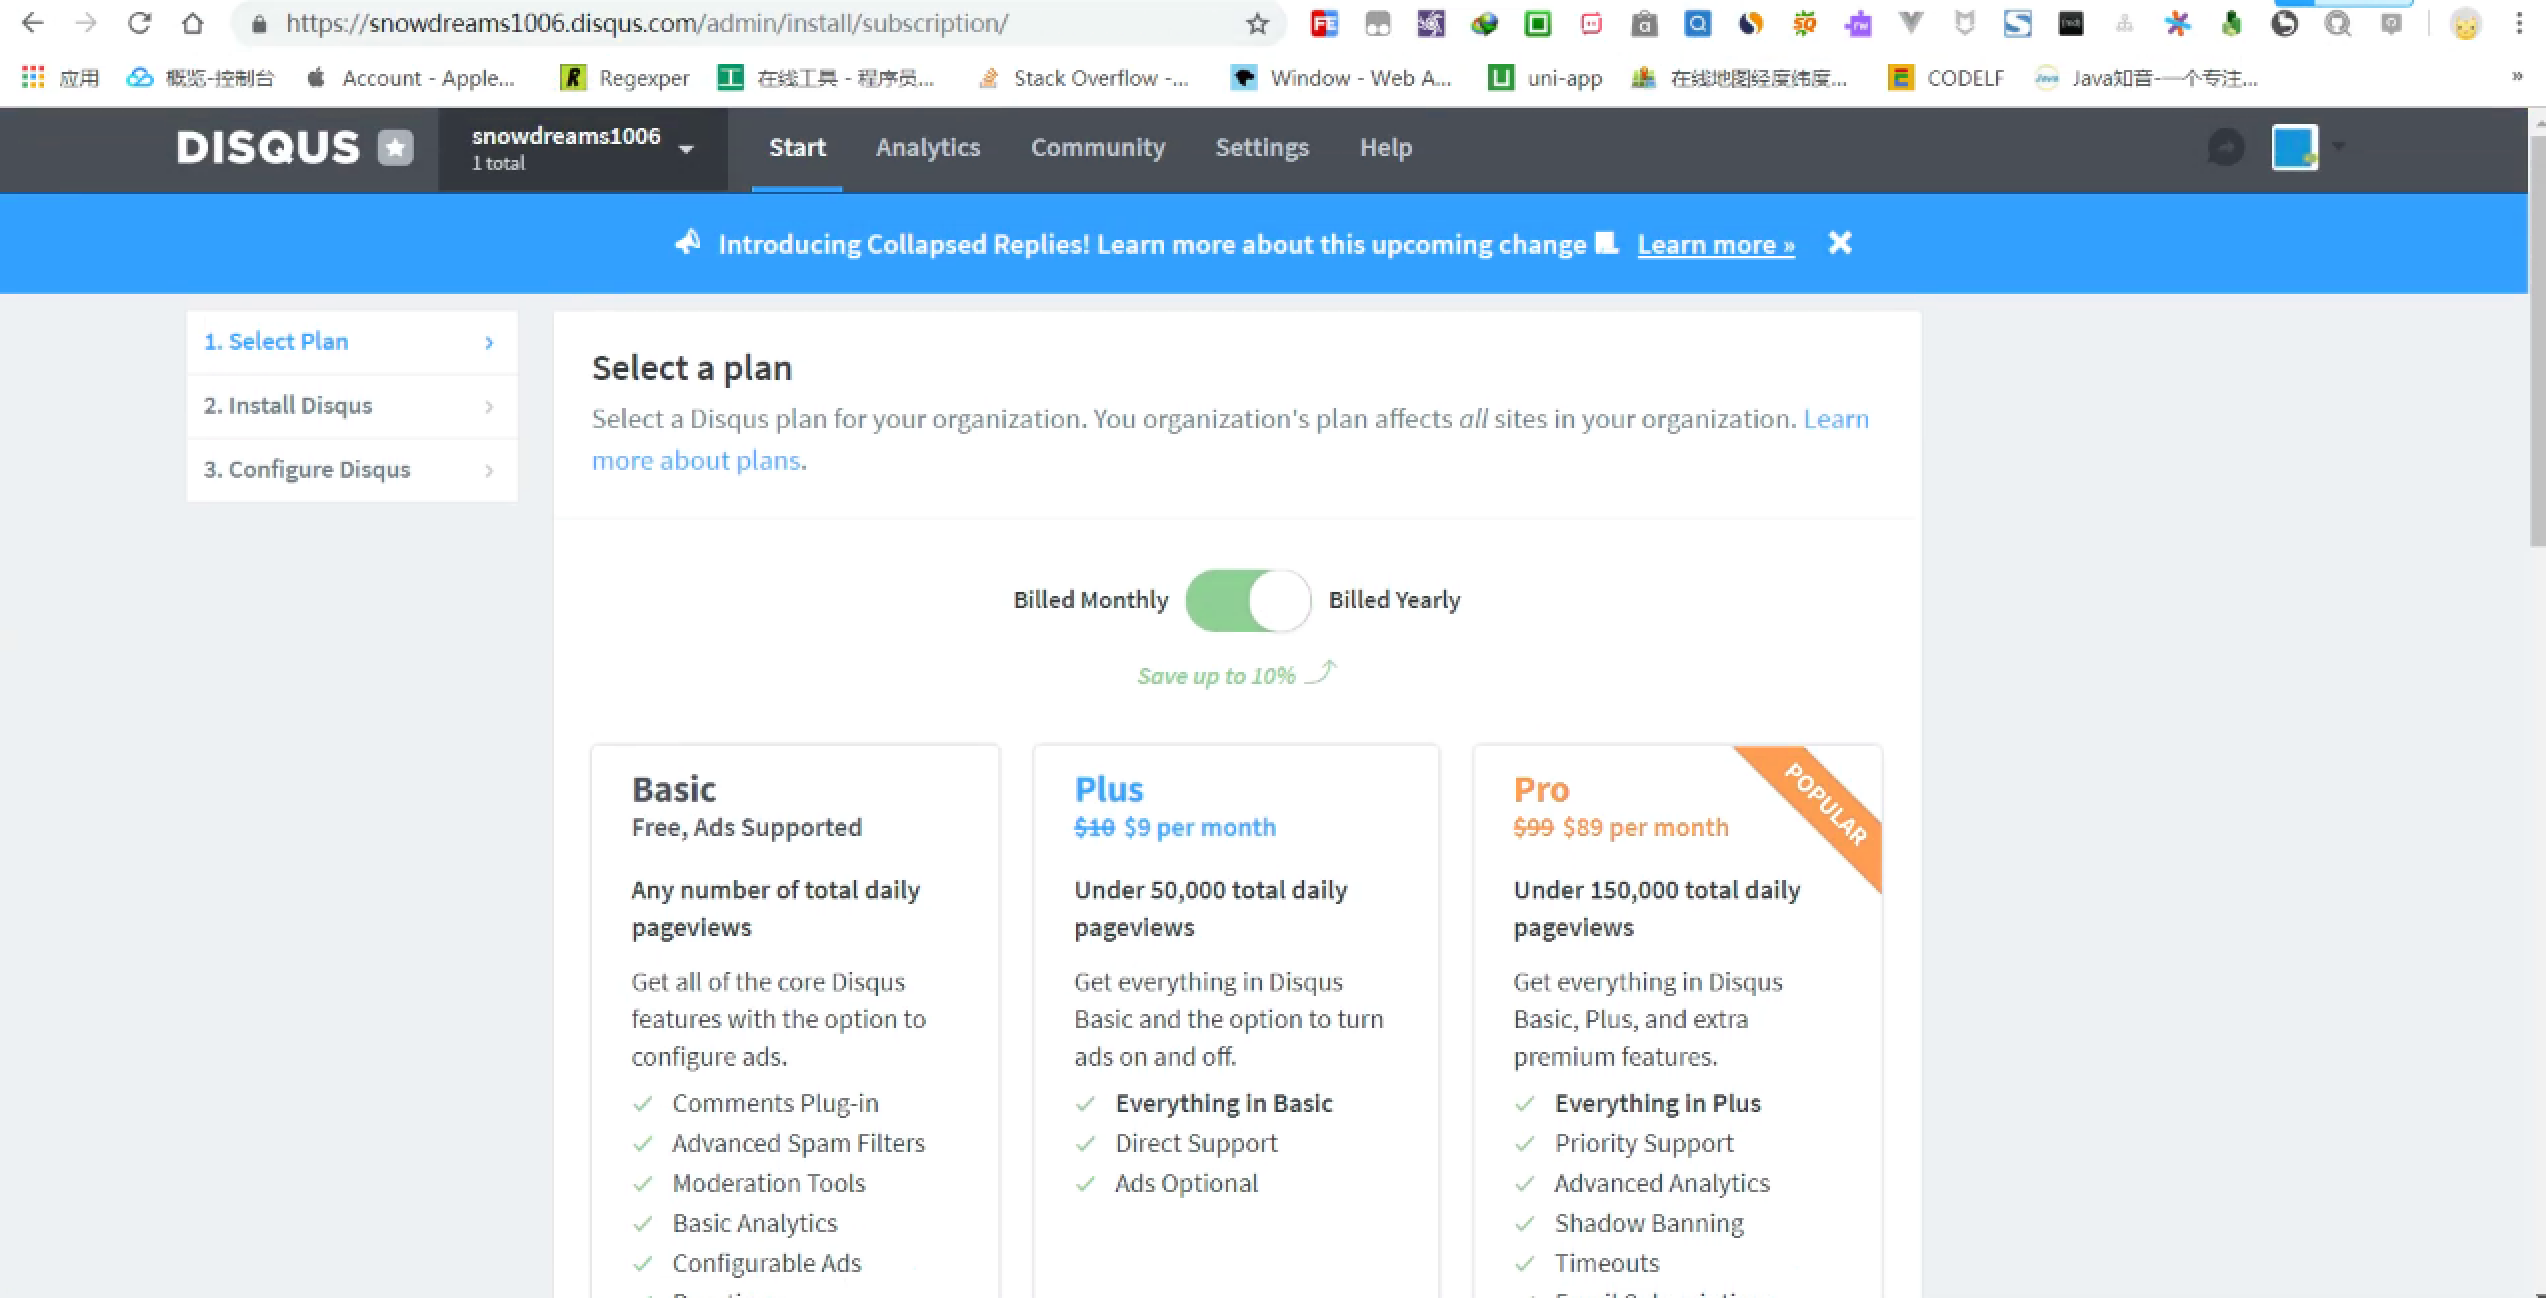 https://snowdreams1006.disqus.com/admin/install/subscription/
应用 概览-控制台 Account - Apple... Regexper 在线工具 - 程序员... Stack Overflow -... Window - Web A... uni-app 在线地图经度纬度... CODELF Java知音-一个专注... »
DISQUS snowdreams1006 Start Analytics Community Settings Help
1 total
Introducing Collapsed Replies! Learn more about this upcoming change Learn more »
1. Select Plan
2. Install Disqus
3. Configure Disqus
Select a plan
Select a Disqus plan for your organization. You organization's plan affects all sites in your organization. Learn
more about plans.
Billed Monthly Billed Yearly
Save up to 10%
Basic
Free, Ads Supported
Any number of total daily
pageviews
Get all of the core Disqus
features with the option to
configure ads.
Comments Plug-in
Advanced Spam Filters
Moderation Tools
Basic Analytics
Configurable Ads
Plus
$10 $9 per month
Under 50,000 total daily
pageviews
Get everything in Disqus
Basic and the option to turn
ads on and off.
Everything in Basic
Direct Support
Ads Optional
Pro
POPULAR
$99 $89 per month
Under 150,000 total daily
pageviews
Get everything in Disqus
Basic, Plus, and extra
premium features.
Everything in Plus
Priority Support
Advanced Analytics
Shadow Banning
Timeouts